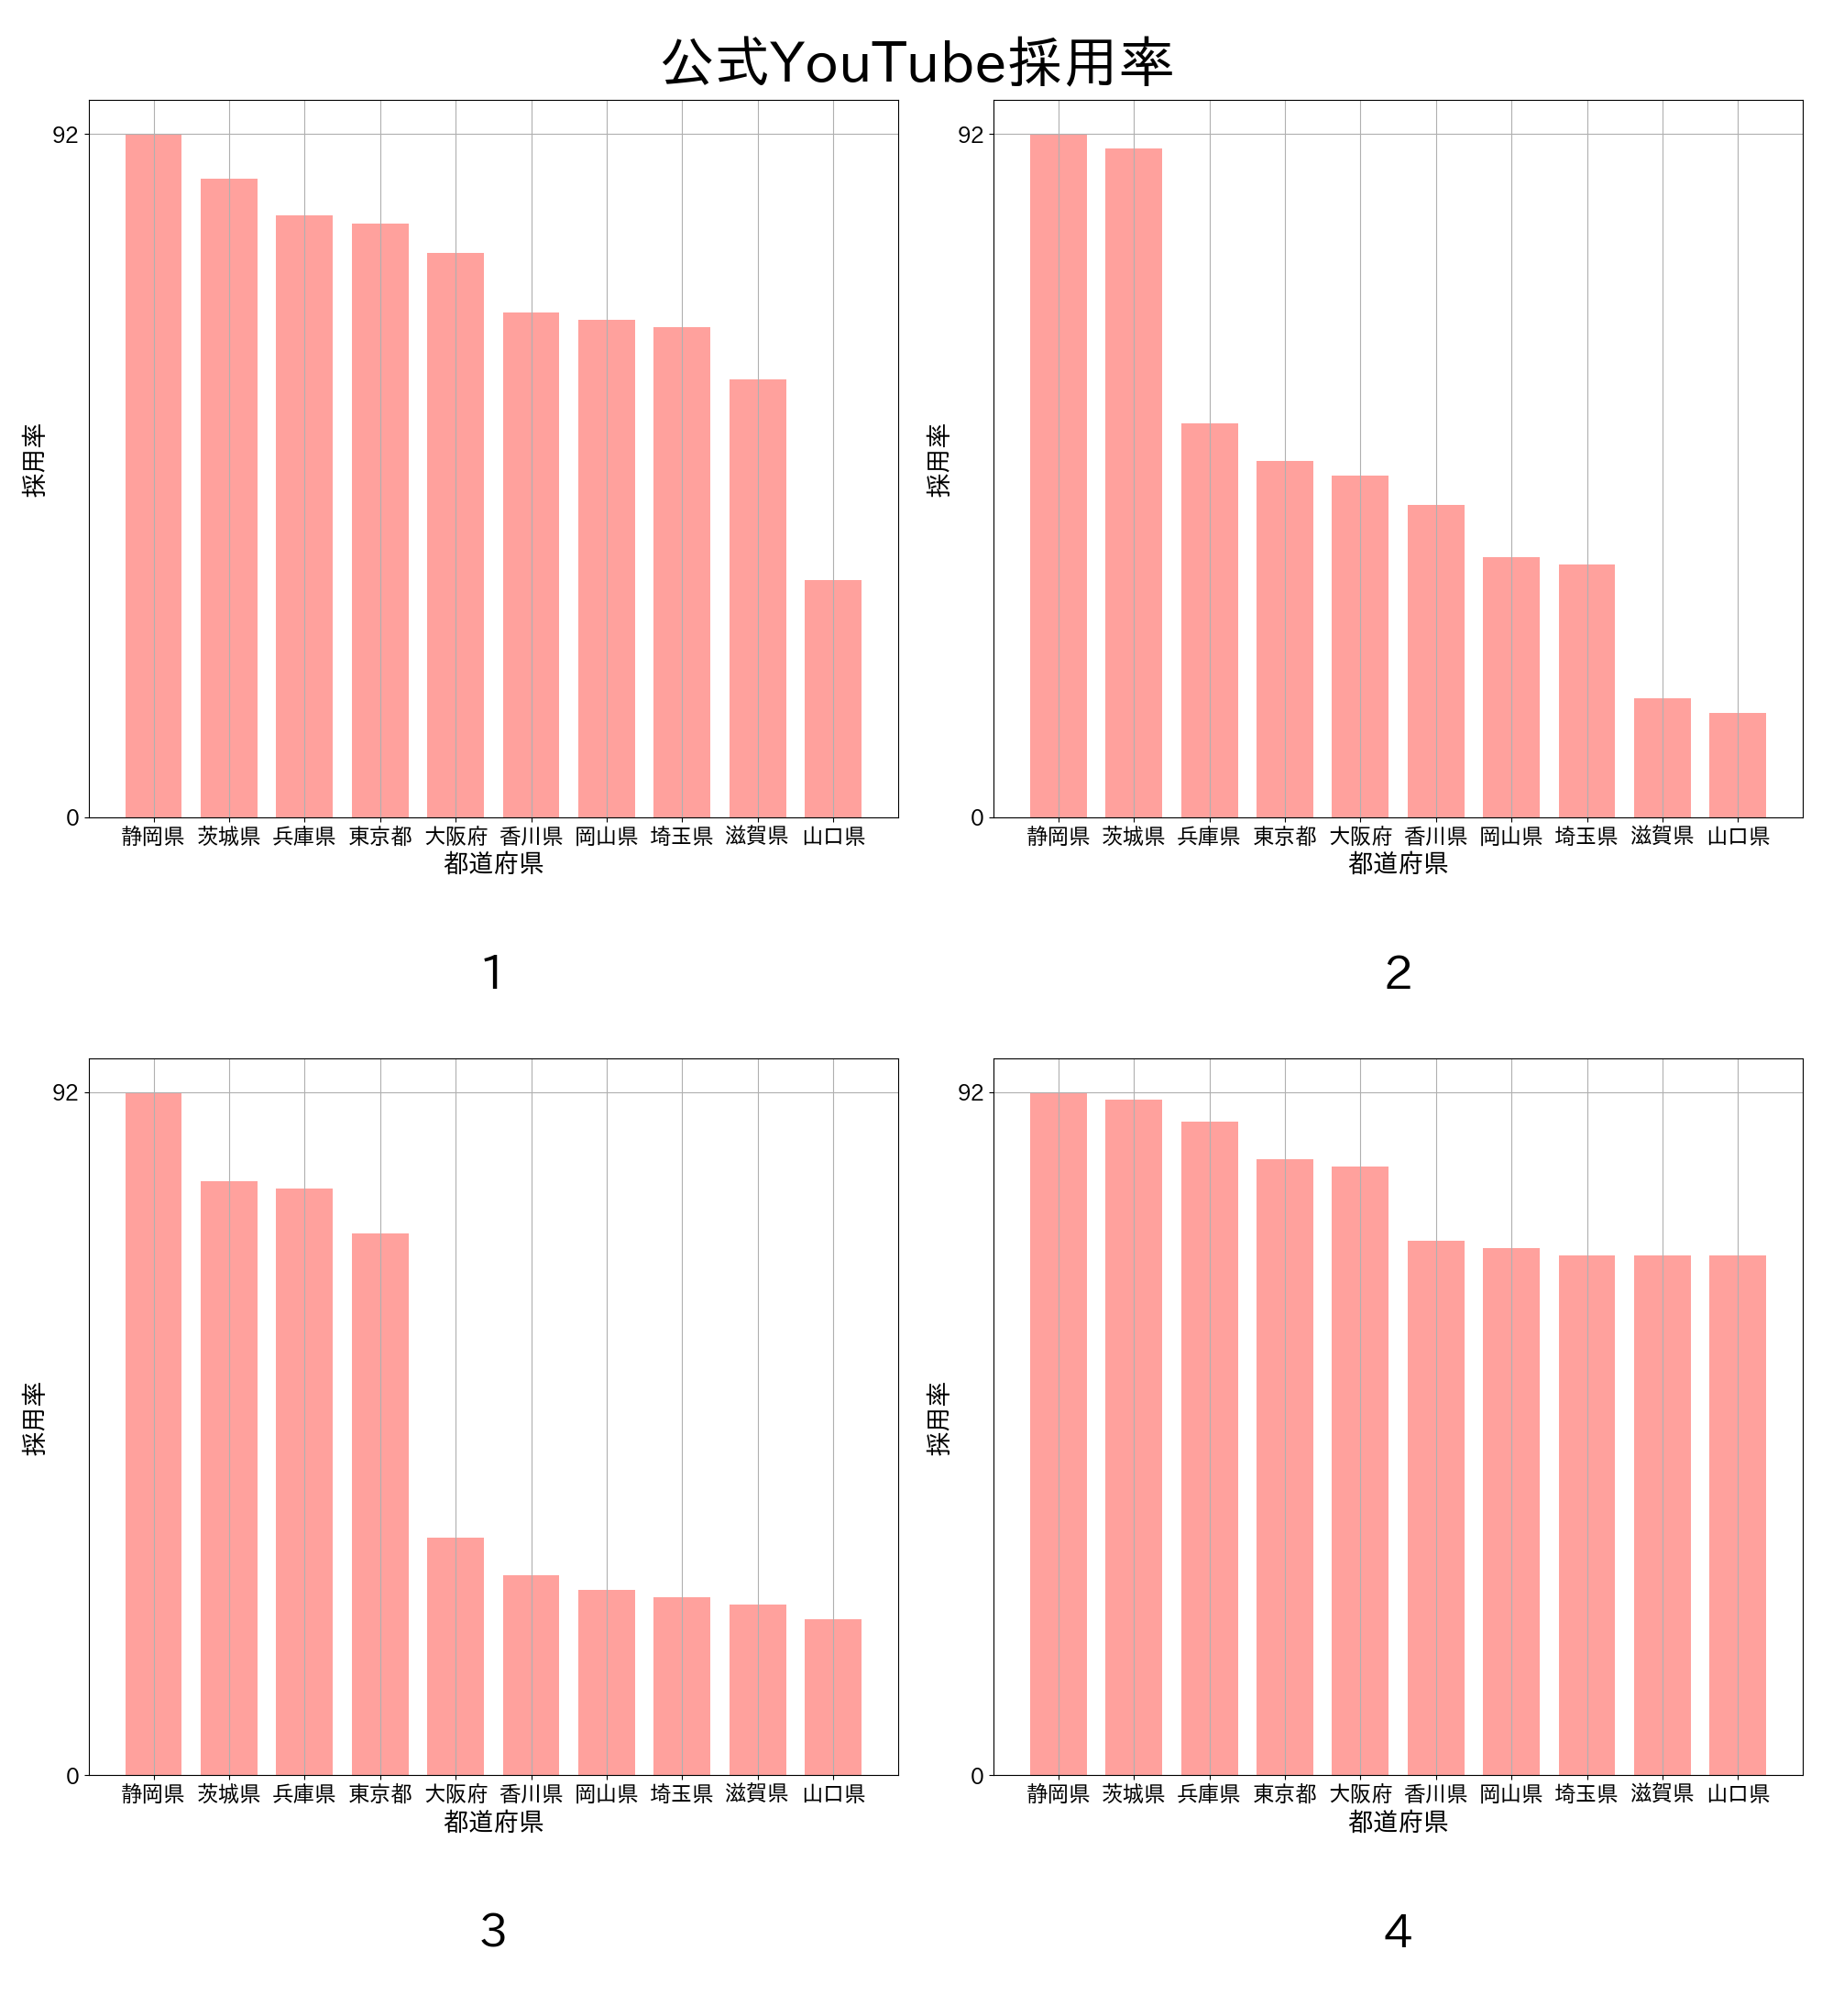 公式YouTube採用率
92
採用率
0
静岡県 茨城県 兵庫県 東京都 大阪府 香川県 岡山県 埼玉県 滋賀県 山口県
都道府県
1
92
採用率
0
静岡県 茨城県 兵庫県 東京都 大阪府 香川県 岡山県 埼玉県 滋賀県 山口県
都道府県
2
92
採用率
0
静岡県 茨城県 兵庫県 東京都 大阪府 香川県 岡山県 埼玉県 滋賀県 山口県
都道府県
3
92
採用率
0
静岡県 茨城県 兵庫県 東京都 大阪府 香川県 岡山県 埼玉県 滋賀県 山口県
都道府県
4